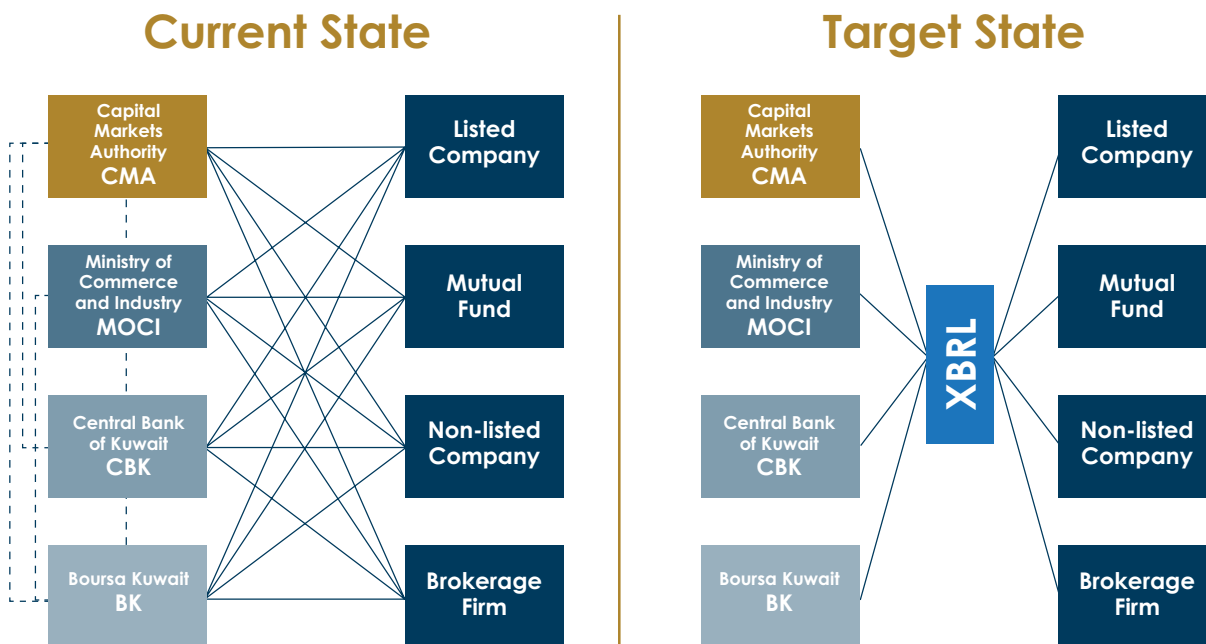 Current State
Capital
Markets
Authority
CMA
Ministry of
Commerce
and Industry
MOCI
Central Bank
of Kuwait
CBK
Boursa Kuwait
BK
Listed
Company
Mutual
Fund
Non-listed
Company
Brokerage
Firm
Target State
Capital
Markets
Authority
CMA
Ministry of
Commerce
and Industry
MOCI
Central Bank
of Kuwait
CBK
Boursa Kuwait
BK
XBRL
Listed
Company
Mutual
Fund
Non-listed
Company
Brokerage
Firm